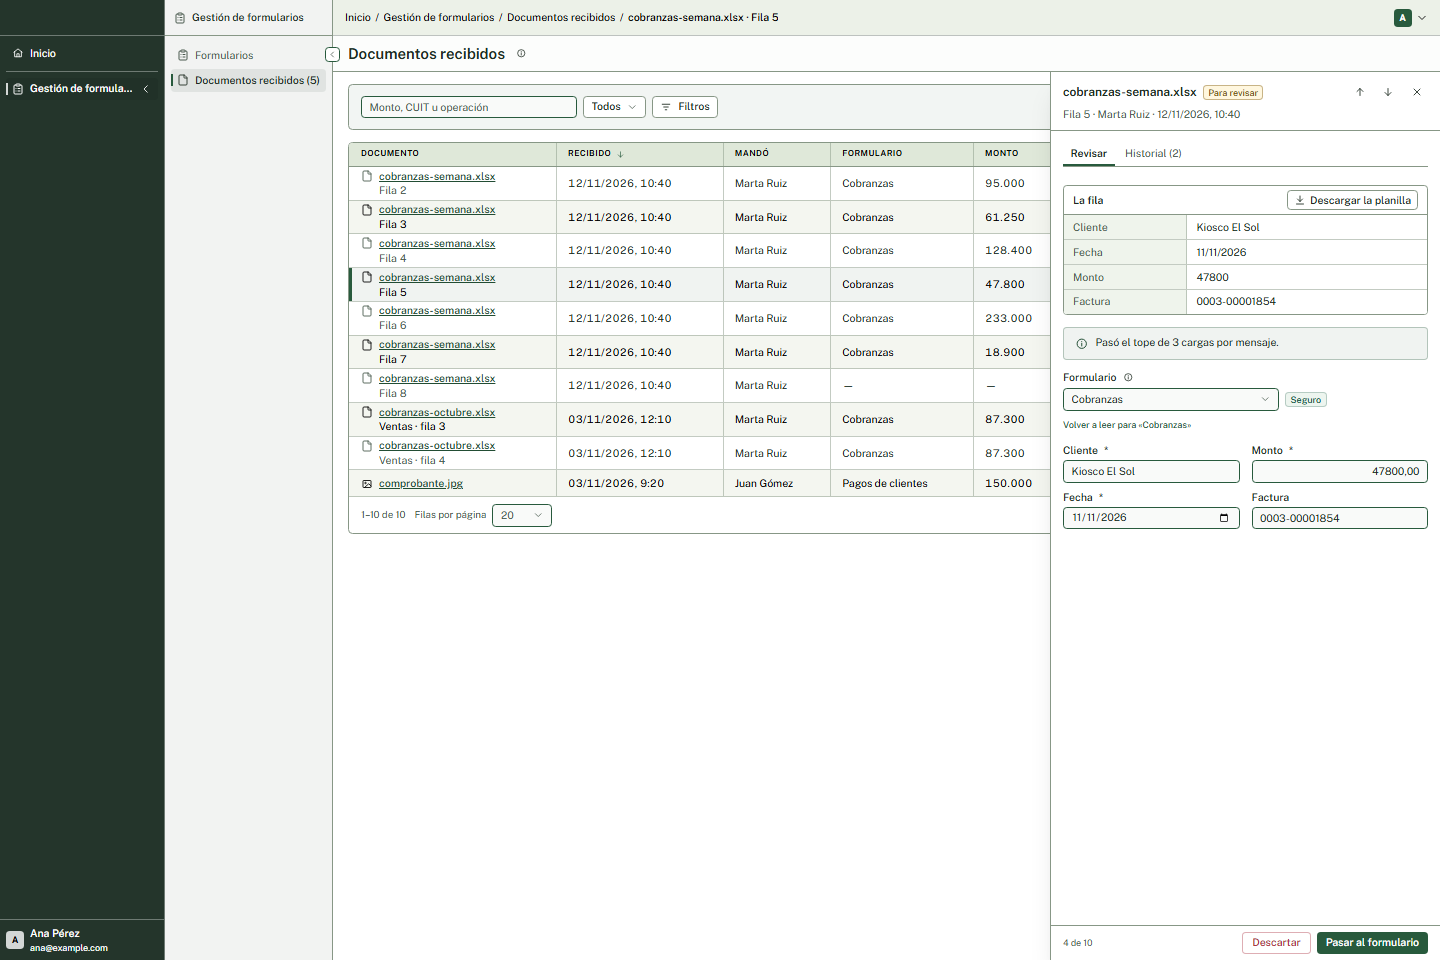 Inicio
Gestión de formula...
Ana Pérez
A
ana@example.com
Gestión de formularios
Formularios
Documentos recibidos (5)
Inicio / Gestión de formularios / Documentos recibidos / cobranzas-semana.xlsx · Fila 5
A
Documentos recibidos
Monto, CUIT u operación
Todos
Filtros
DOCUMENTO RECIBIDO MANDÓ FORMULARIO MONTO
cobranzas-semana.xlsx
Fila 2
12/11/2026, 10:40 Marta Ruiz Cobranzas 95.000
cobranzas-semana.xlsx
Fila 3
12/11/2026, 10:40 Marta Ruiz Cobranzas 61.250
cobranzas-semana.xlsx
Fila 4
12/11/2026, 10:40 Marta Ruiz Cobranzas 128.400
cobranzas-semana.xlsx
Fila 5
12/11/2026, 10:40 Marta Ruiz Cobranzas 47.800
cobranzas-semana.xlsx
Fila 6
12/11/2026, 10:40 Marta Ruiz Cobranzas 233.000
cobranzas-semana.xlsx
Fila 7
12/11/2026, 10:40 Marta Ruiz Cobranzas 18.900
cobranzas-semana.xlsx
Fila 8
12/11/2026, 10:40 Marta Ruiz — —
cobranzas-octubre.xlsx
Ventas · fila 3
03/11/2026, 12:10 Marta Ruiz Cobranzas 87.300
cobranzas-octubre.xlsx
Ventas · fila 4
03/11/2026, 12:10 Marta Ruiz Cobranzas 87.300
comprobante.jpg 03/11/2026, 9:20 Juan Gómez Pagos de clientes 150.000
1–10 de 10 Filas por página 20
cobranzas-semana.xlsx Para revisar
Fila 5 · Marta Ruiz · 12/11/2026, 10:40
Revisar Historial (2)
La fila Descargar la planilla
Cliente Kiosco El Sol
Fecha 11/11/2026
Monto 47800
Factura 0003-00001854
Pasó el tope de 3 cargas por mensaje.
Formulario
Cobranzas Seguro
Volver a leer para «Cobranzas»
Cliente * Monto *
Kiosco El Sol 47800,00
Fecha * Factura
11/11/2026 0003-00001854
4 de 10 Descartar Pasar al formulario